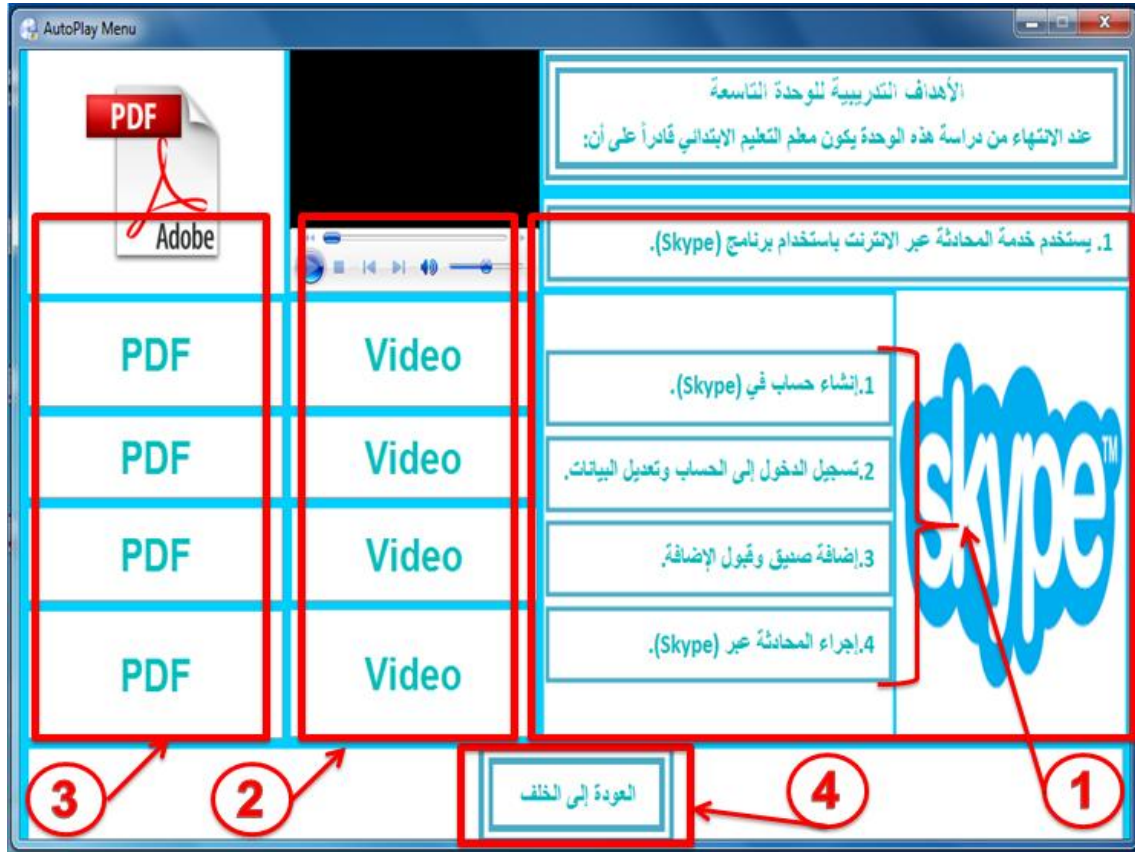 AutoPlay Menu
الأهداف التدريبية للوحدة التاسعة
عند الانتهاء من دراسة هذه الوحدة يكون معلم التعليم الابتدائي قادراً على أن:
1. يستخدم خدمة المحادثة عبر الانترنت باستخدام برنامج (Skype).
PDF
Adobe
skype™
1.إنشاء حساب في (Skype).
Video
PDF
2.تسجيل الدخول إلى الحساب وتعديل البيانات.
Video
PDF
3.إضافة صديق وقبول الإضافة.
Video
PDF
4.إجراء المحادثة عبر (Skype).
Video
PDF
العودة إلى الخلف
1
4
2
3